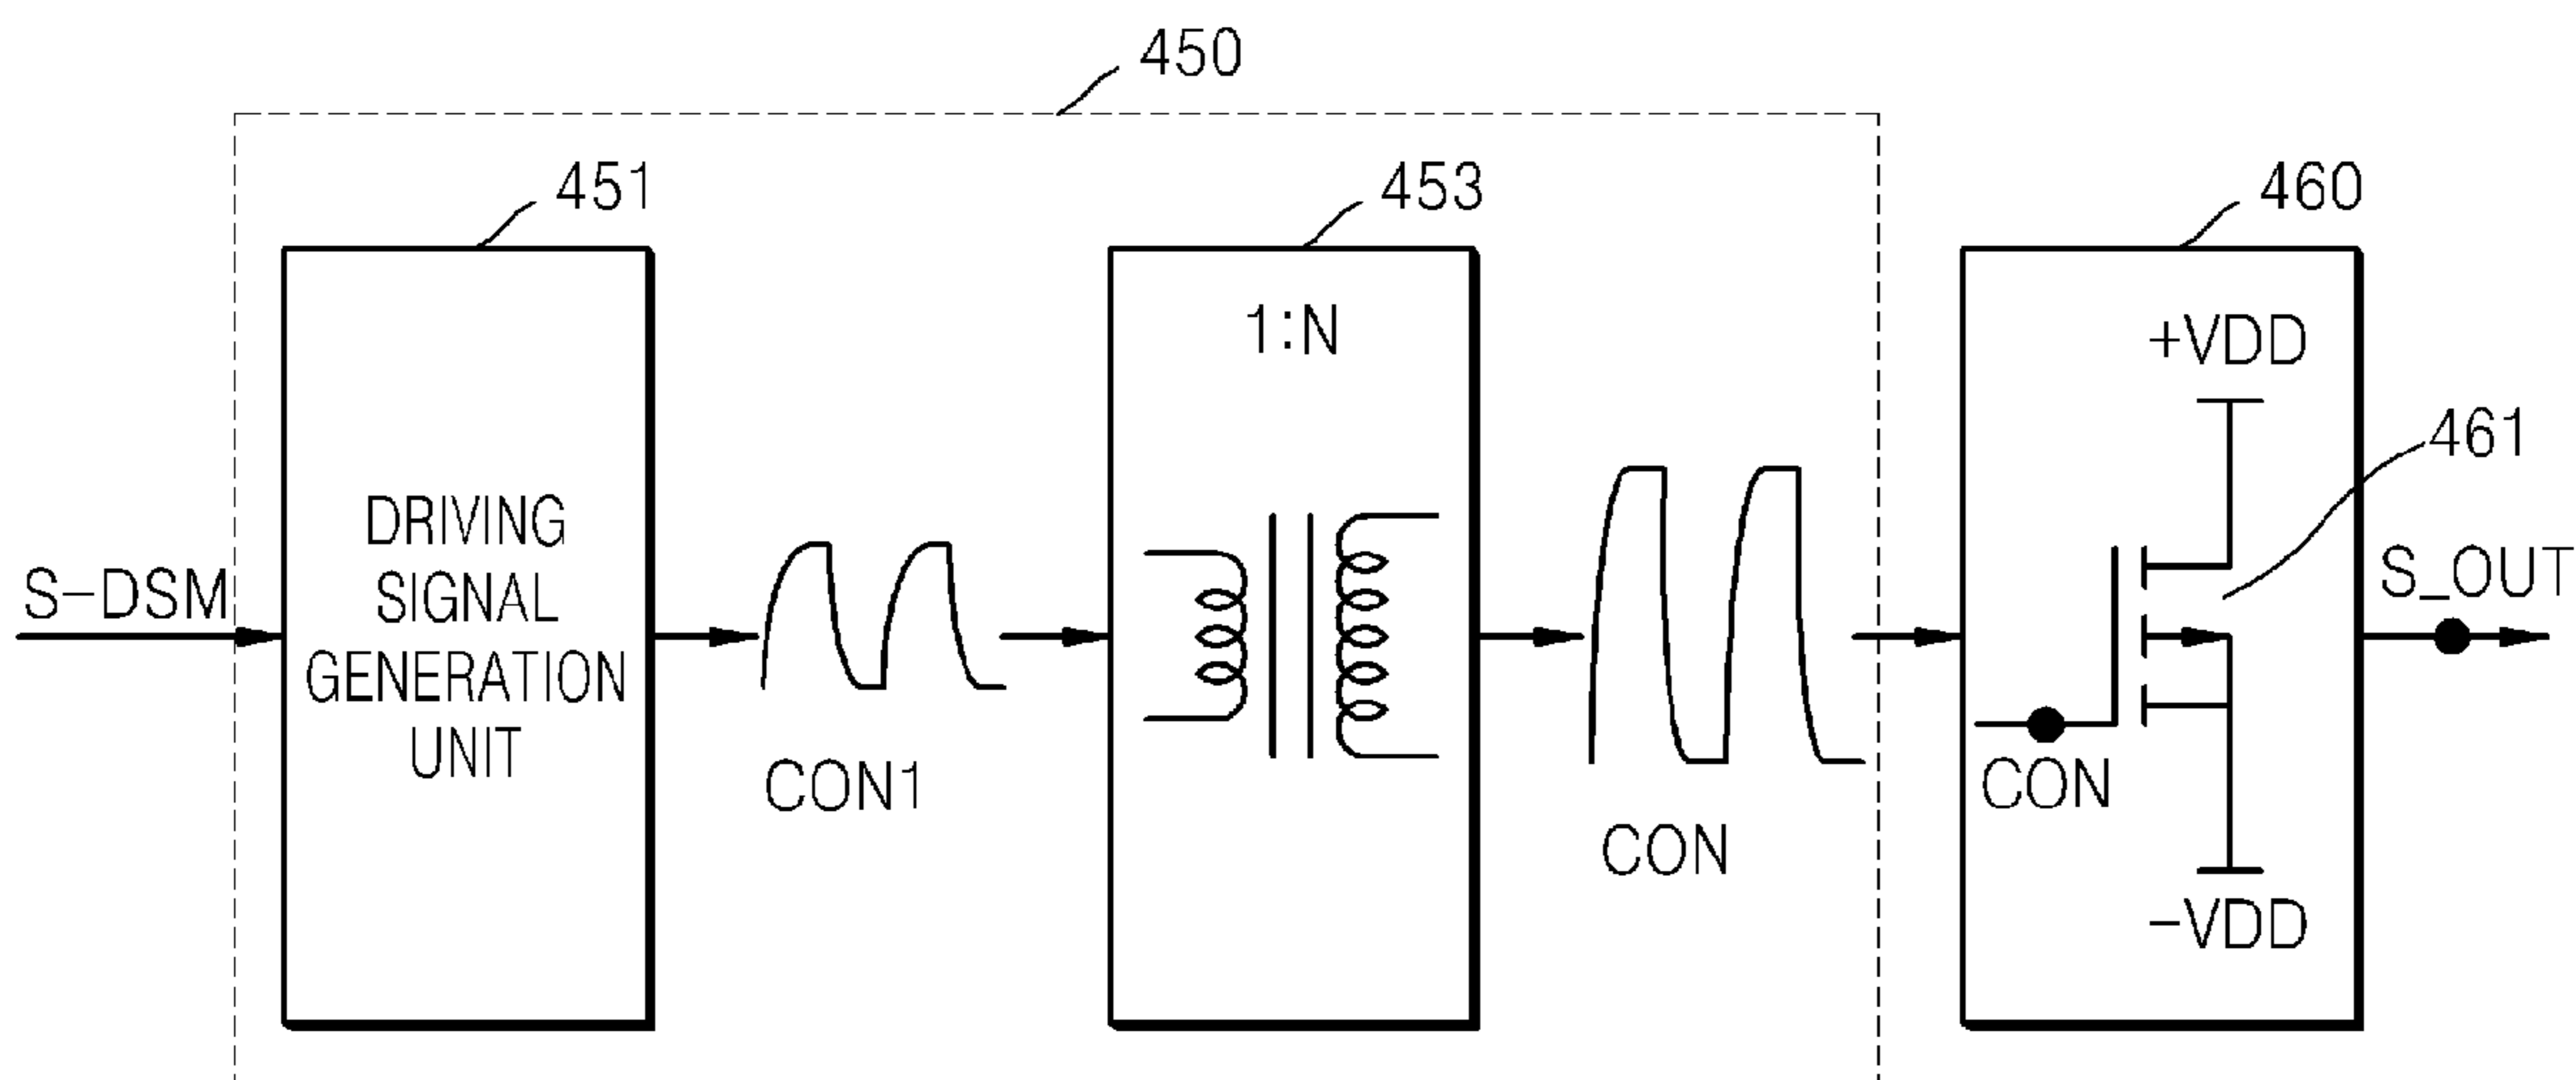 450
451
453
460
1:N
+VDD
461
DRIVING
SIGNAL
GENERATION
UNIT
S-DSM
S_OUT
CON1
CON
CON
-VDD